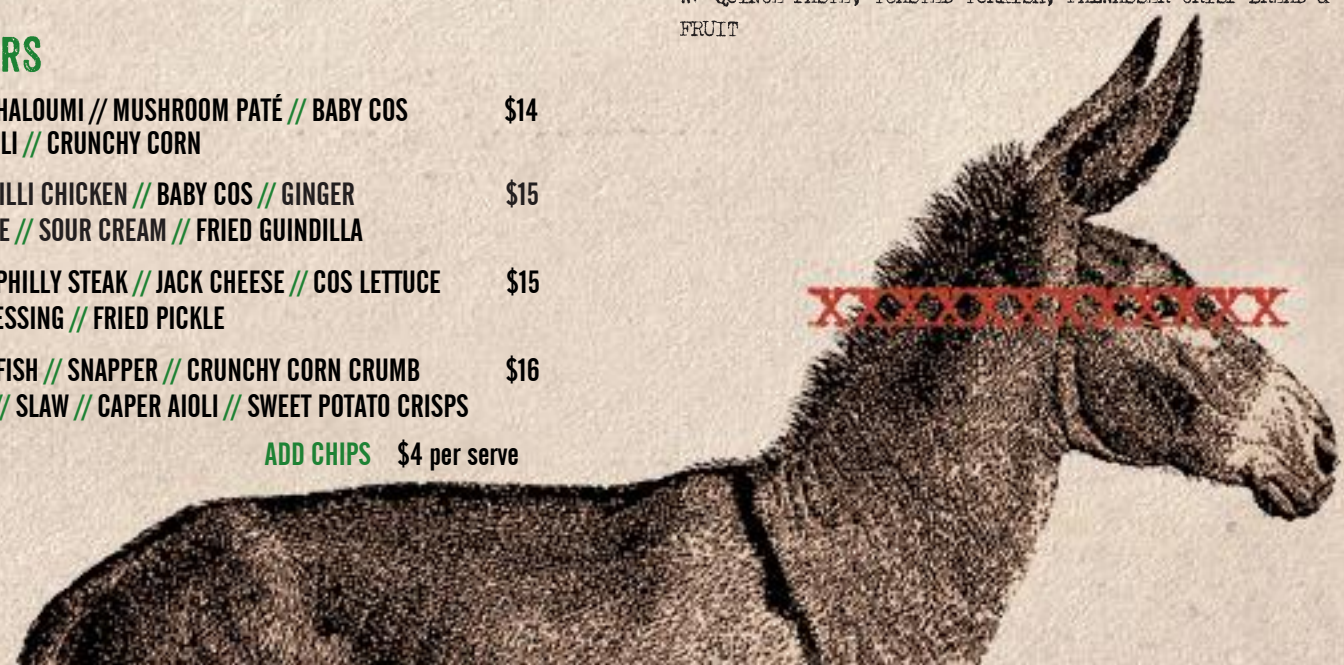 FRUIT
RS
HALOUMI // MUSHROOM PATÉ // BABY COS $14
LI // CRUNCHY CORN
ILLI CHICKEN // BABY COS // GINGER $15
E // SOUR CREAM // FRIED GUINDILLA
PHILLY STEAK // JACK CHEESE // COS LETTUCE $15
ESSING // FRIED PICKLE
FISH // SNAPPER // CRUNCHY CORN CRUMB $16
// SLAW // CAPER AIOLI // SWEET POTATO CRISPS
ADD CHIPS $4 per serve
XXXXXXXXXXXXX